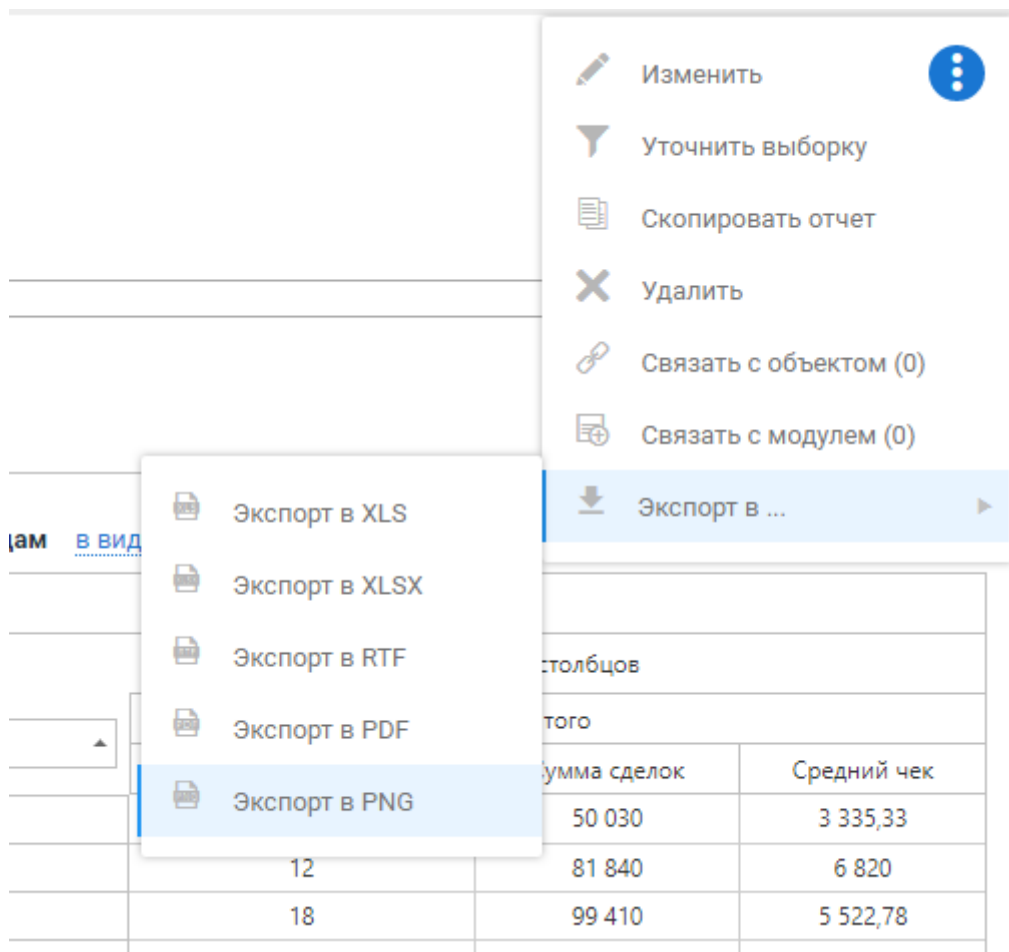 Изменить
Уточнить выборку
Скопировать отчет
Удалить
Связать с объектом (0)
Связать с модулем (0)
Экспорт в ...
Экспорт в XLS
Экспорт в XLSX
Экспорт в RTF
Экспорт в PDF
Экспорт в PNG
в вид
столбцов
того
умма сделок Средний чек
50 030 3 335,33
12 81 840 6 820
18 99 410 5 522,78